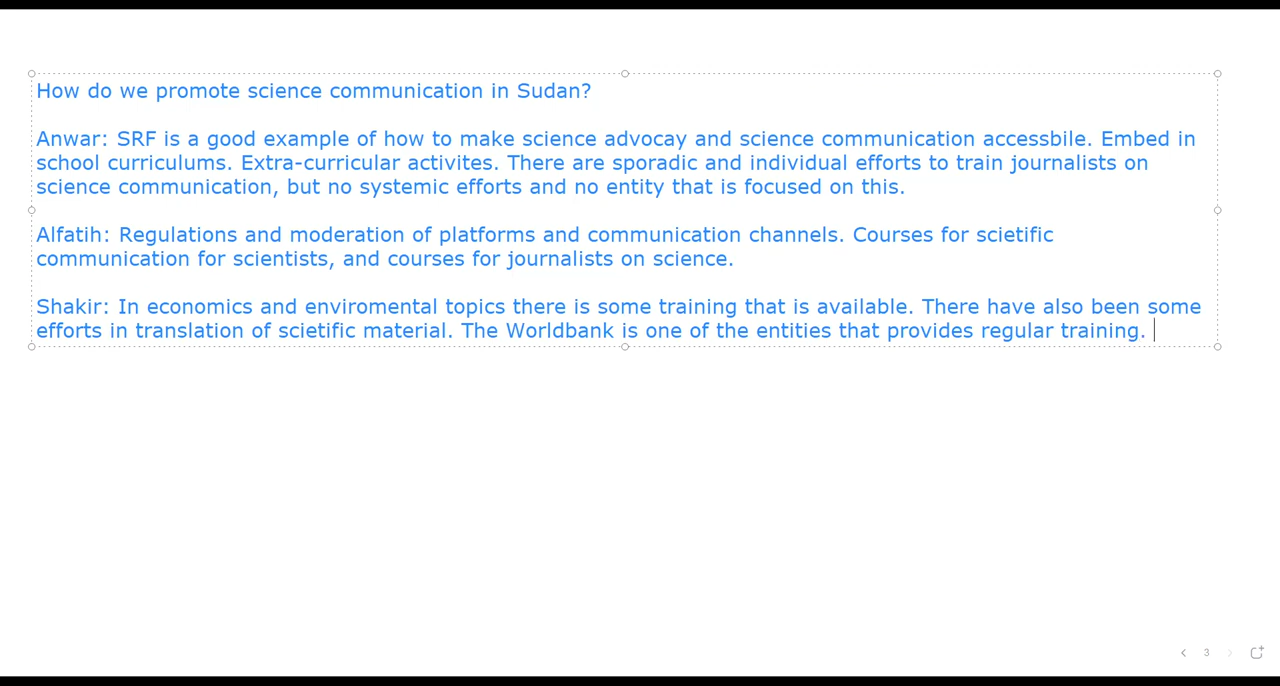 How do we promote science communication in Sudan?
Anwar: SRF is a good example of how to make science advocay and science communication accessbile. Embed in
school curriculums. Extra-curricular activites. There are sporadic and individual efforts to train journalists on
science communication, but no systemic efforts and no entity that is focused on this.
Alfatih: Regulations and moderation of platforms and communication channels. Courses for scietific
communication for scientists, and courses for journalists on science.
Shakir: In economics and enviromental topics there is some training that is available. There have also been some
efforts in translation of scietific material. The Worldbank is one of the entities that provides regular training.
3